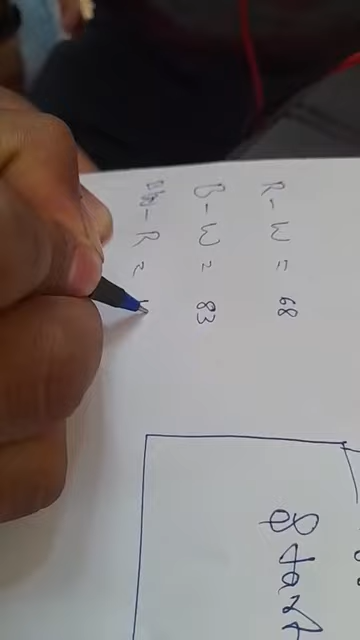 R - W = 68
B - W = 83
- R =
Start